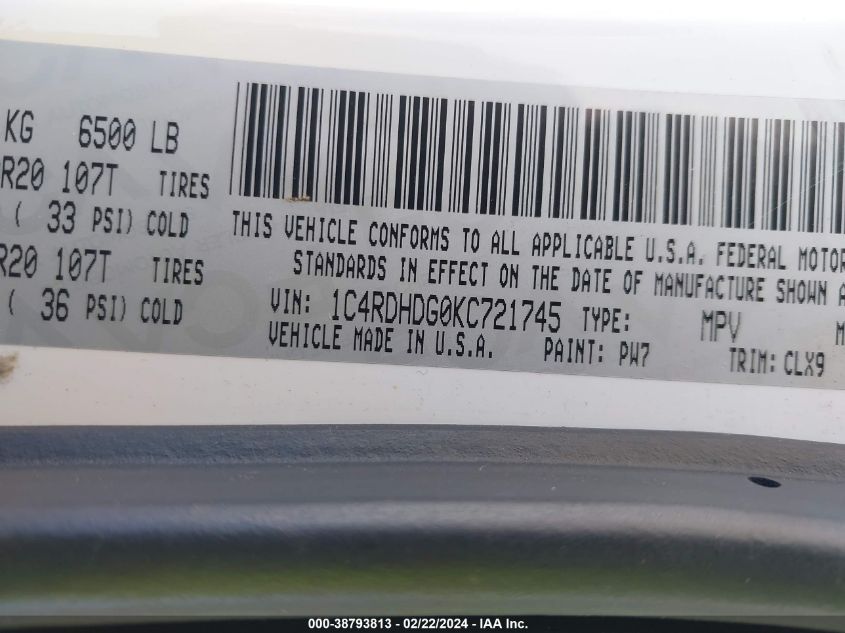 KG 6500 LB
R20 107T TIRES
( 33 PSI) COLD
R20 107T TIRES
( 36 PSI) COLD
THIS VEHICLE CONFORMS TO ALL APPLICABLE U.S.A. FEDERAL MOTOR
STANDARDS IN EFFECT ON THE DATE OF MANUFACTURE SHOWN A
VIN: 1C4RDHDG0KC721745 TYPE: MPV M
VEHICLE MADE IN U.S.A. PAINT: PW7 TRIM: CLX9
000-38793813 - 02/22/2024 - IAA Inc.